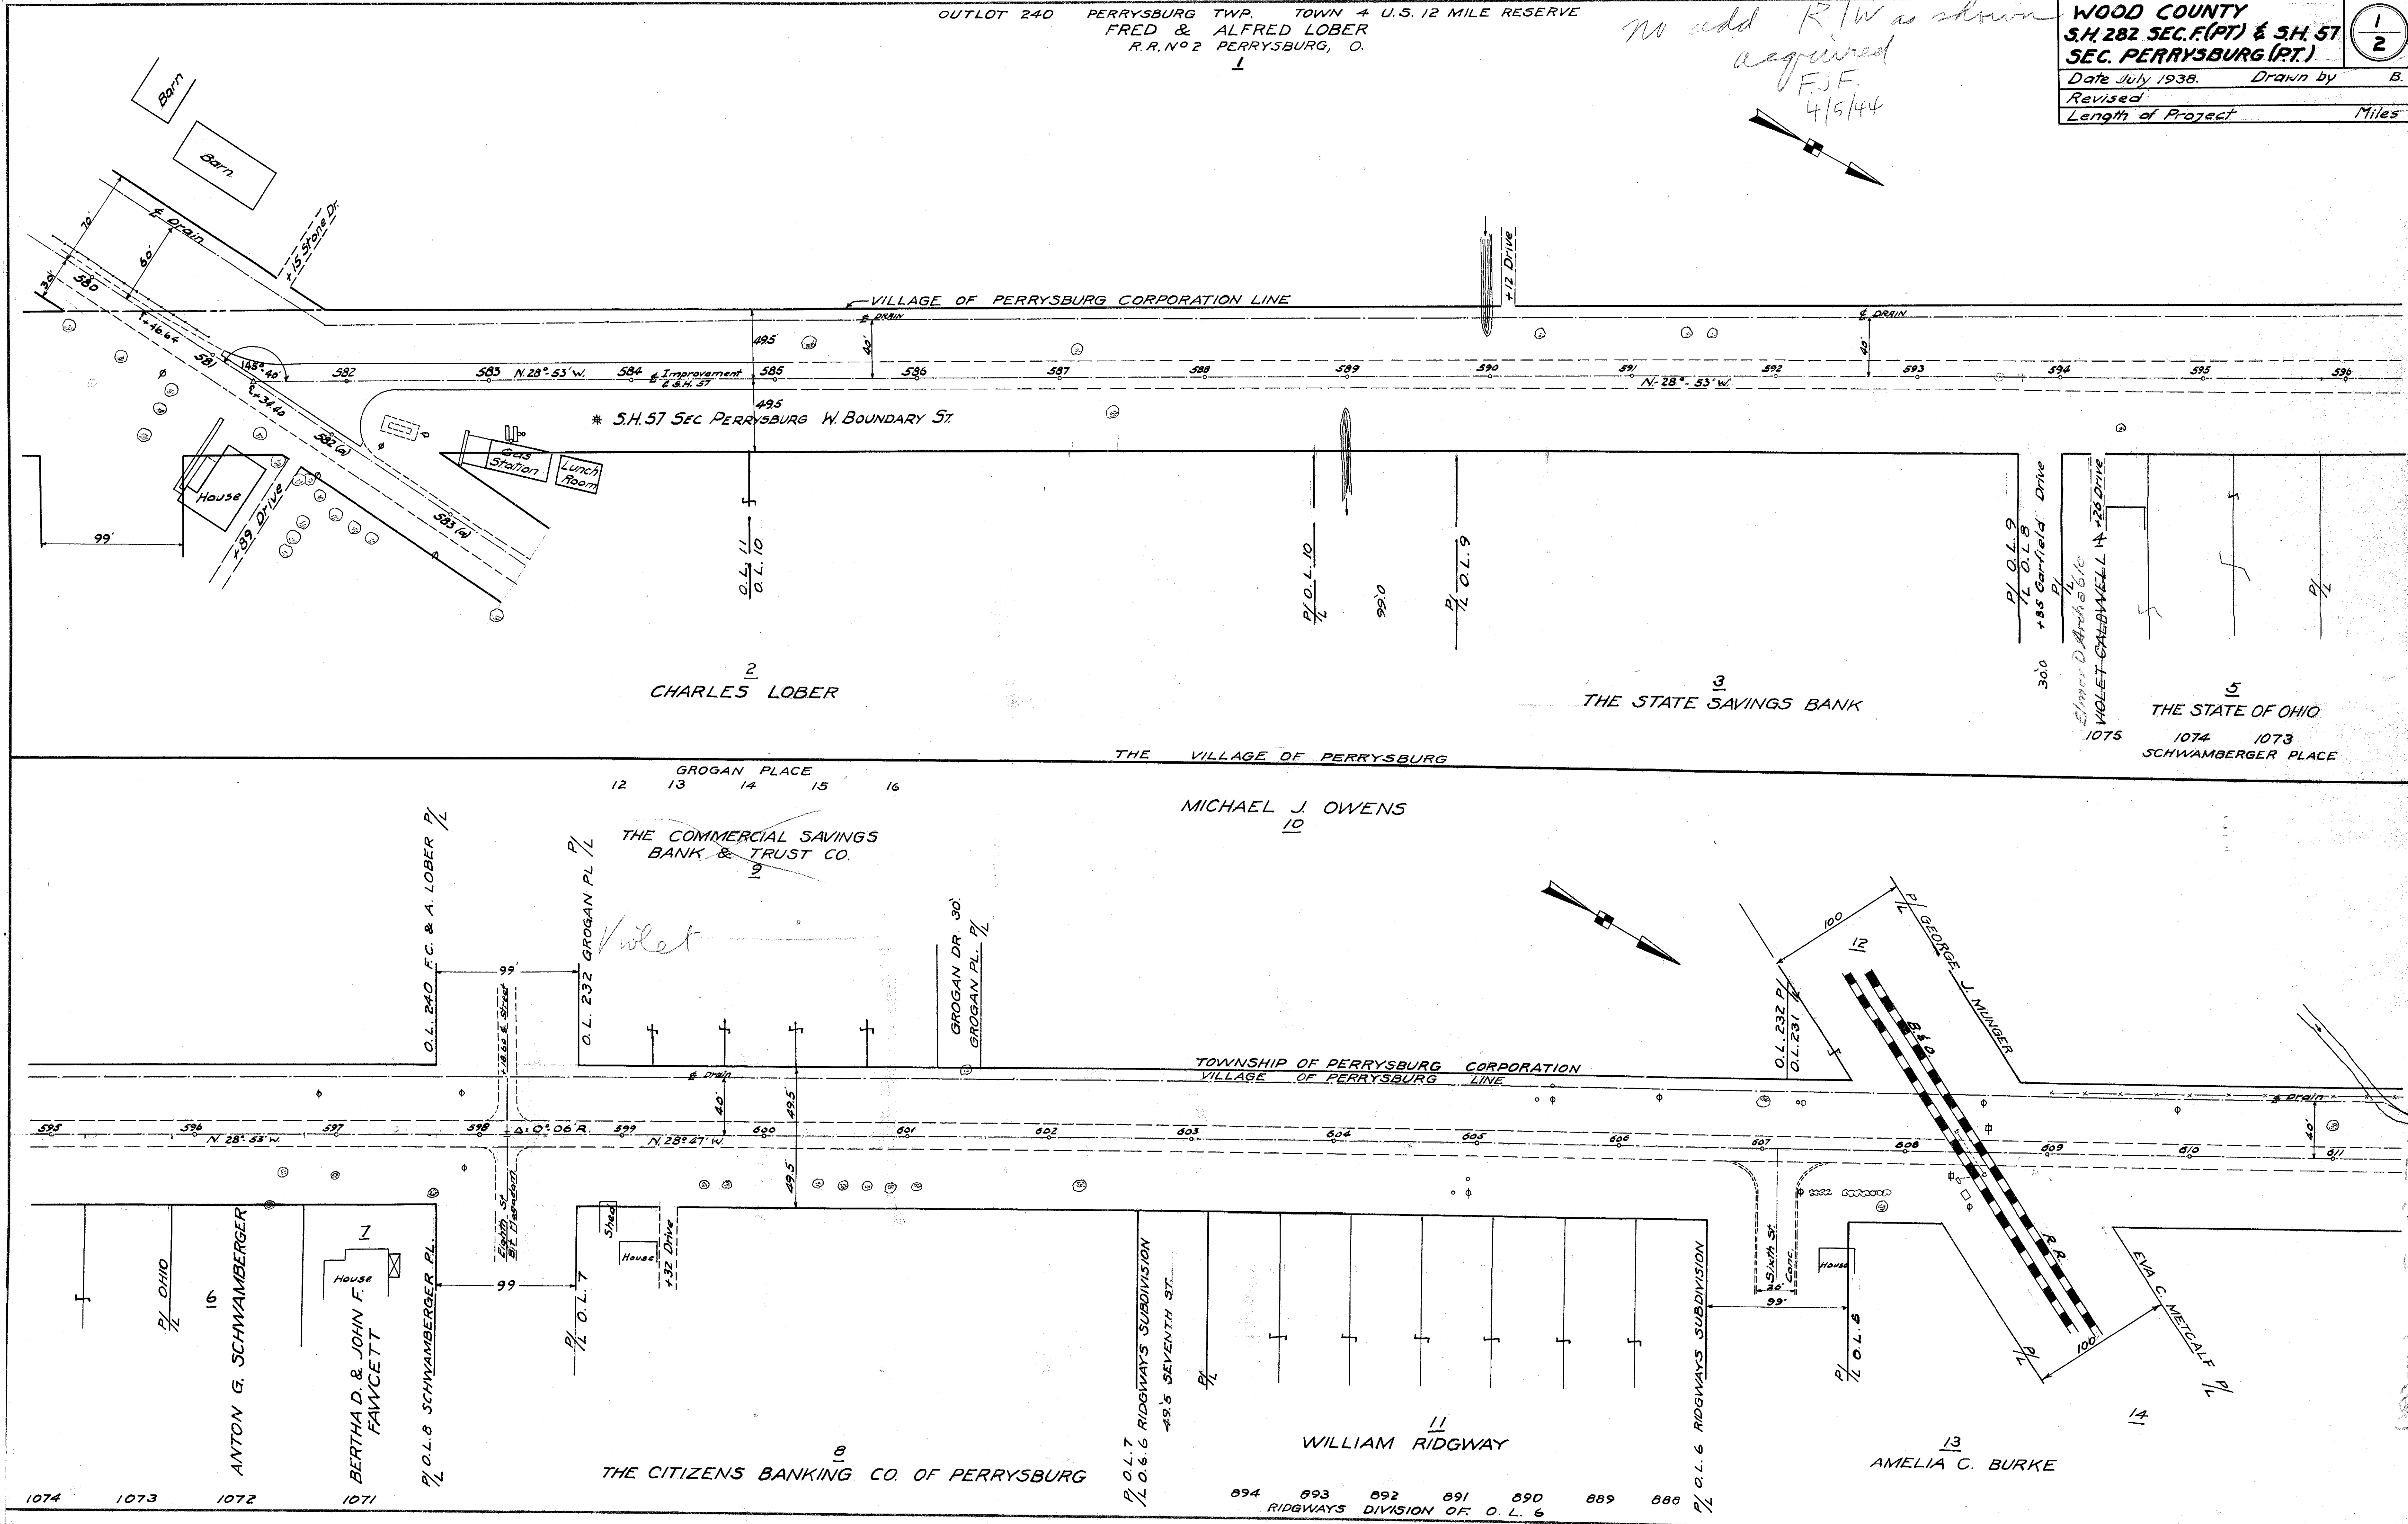 OUTLOT 240 PERRYSBURG TWP. TOWN 4 U.S. 12 MILE RESERVE
FRED & ALFRED LOBER
R.R. Nº 2 PERRYSBURG, O.
1
no add R/W as shown
acquired
F.J.F.
4/5/44
WOOD COUNTY
S.H. 282 SEC. F.(PT) & S.H. 57
SEC. PERRYSBURG (PT.)
1
2
Date July 1938. Drawn by B.
Revised
Length of Project Miles
Barn
Barn
70'
₵ Drain
60'
30'
+15 Stone Dr.
580
+46.64
581
145°-40'
+34.40
582(a)
583(a)
VILLAGE OF PERRYSBURG CORPORATION LINE
₵ DRAIN
₵ DRAIN
49.5
40'
40'
+12 Drive
582 583 N. 28°-53' W. 584 ₵ Improvement & S.H. 57 585 586 587 588 589 590 591 592 593 594 595 596
N-28°-53' W.
49.5
* S.H. 57 SEC PERRYSBURG W. BOUNDARY ST.
Gas
Station
Lunch
Room
House
+89 Drive
99'
O.L. 11
O.L. 10
P/L O.L. 10
99.0
P/L O.L. 9
P/L O.L. 9
O.L. 8
+85 Garfield Drive
P/L
30.0
+26 Drive
VIOLET CALDWELL
P/L
2
CHARLES LOBER
3
THE STATE SAVINGS BANK
5
THE STATE OF OHIO
1075 1074 1073
SCHWAMBERGER PLACE
THE VILLAGE OF PERRYSBURG
GROGAN PLACE
12 13 14 15 16
THE COMMERCIAL SAVINGS
BANK & TRUST CO.
9
Violet
MICHAEL J. OWENS
10
O.L. 240 F.C. & A. LOBER P/L
99'
O.L. 232 GROGAN PL P/L
GROGAN DR. 30'
GROGAN PL. P/L
100
12
P/L GEORGE J. MUNGER
O.L. 232 P/L
O.L. 231
B. & O.
R.R.
TOWNSHIP OF PERRYSBURG CORPORATION
VILLAGE OF PERRYSBURG LINE
₵ Drain
40'
49.5
49.5
₵ Drain
40'
595 596 597 598 Δ=0°-06' R. 599 600 601 602 603 604 605 606 607 608 609 610 611
N. 28°-53' W.
N. 28° 47' W.
Eighth St
Bit Macadam
99
Shed
House
+32 Drive
P/L OHIO
6
ANTON G. SCHWAMBERGER
7
House
BERTHA D. & JOHN F.
FAWCETT
P/L O.L. 8 SCHWAMBERGER PL.
P/L O.L. 7
8
THE CITIZENS BANKING CO. OF PERRYSBURG
P/L O.L. 7
O.6.6 RIDGWAYS SUBDIVISION
49.5 SEVENTH ST.
P/L
11
WILLIAM RIDGWAY
P/L O.L. 6 RIDGWAYS SUBDIVISION
Sixth St
Conc.
20'
99'
House
P/L O.L. 5
P/L
100'
EVA C. METCALF P/L
13
AMELIA C. BURKE
14
1074 1073 1072 1071
894 893 892 891 890 889 888
RIDGWAYS DIVISION OF O.L. 6